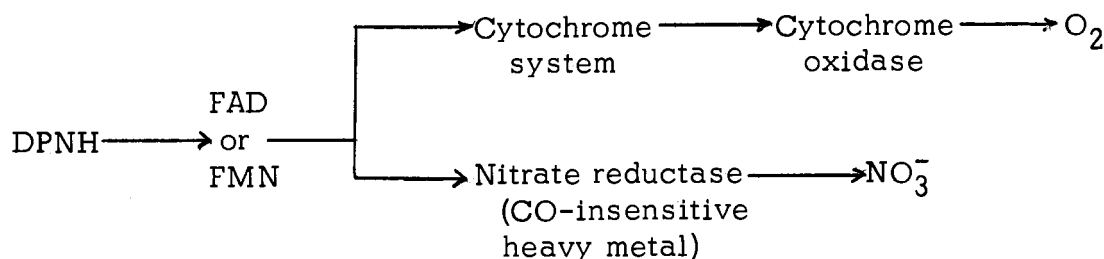 Cytochrome system
Cytochrome oxidase
O2
DPNH
FAD
or
FMN
Nitrate reductase
(CO-insensitive
heavy metal)
NO3-